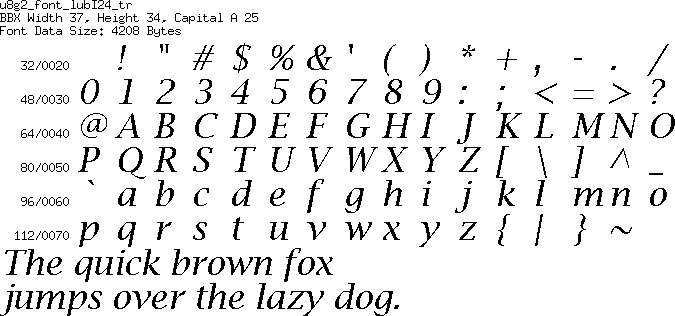 u8g2_font_lubI24_tr
BBX Width 37, Height 34, Capital A 25
Font Data Size: 4208 Bytes
32/0020 ! " # $ % & ' ( ) * + , - . /
48/0030 0 1 2 3 4 5 6 7 8 9 : ; < = > ?
64/0040 @ A B C D E F G H I J K L M N O
80/0050 P Q R S T U V W X Y Z [ \ ] ^ _
96/0060 ` a b c d e f g h i j k l m n o
112/0070 p q r s t u v w x y z { | } ~
The quick brown fox
jumps over the lazy dog.